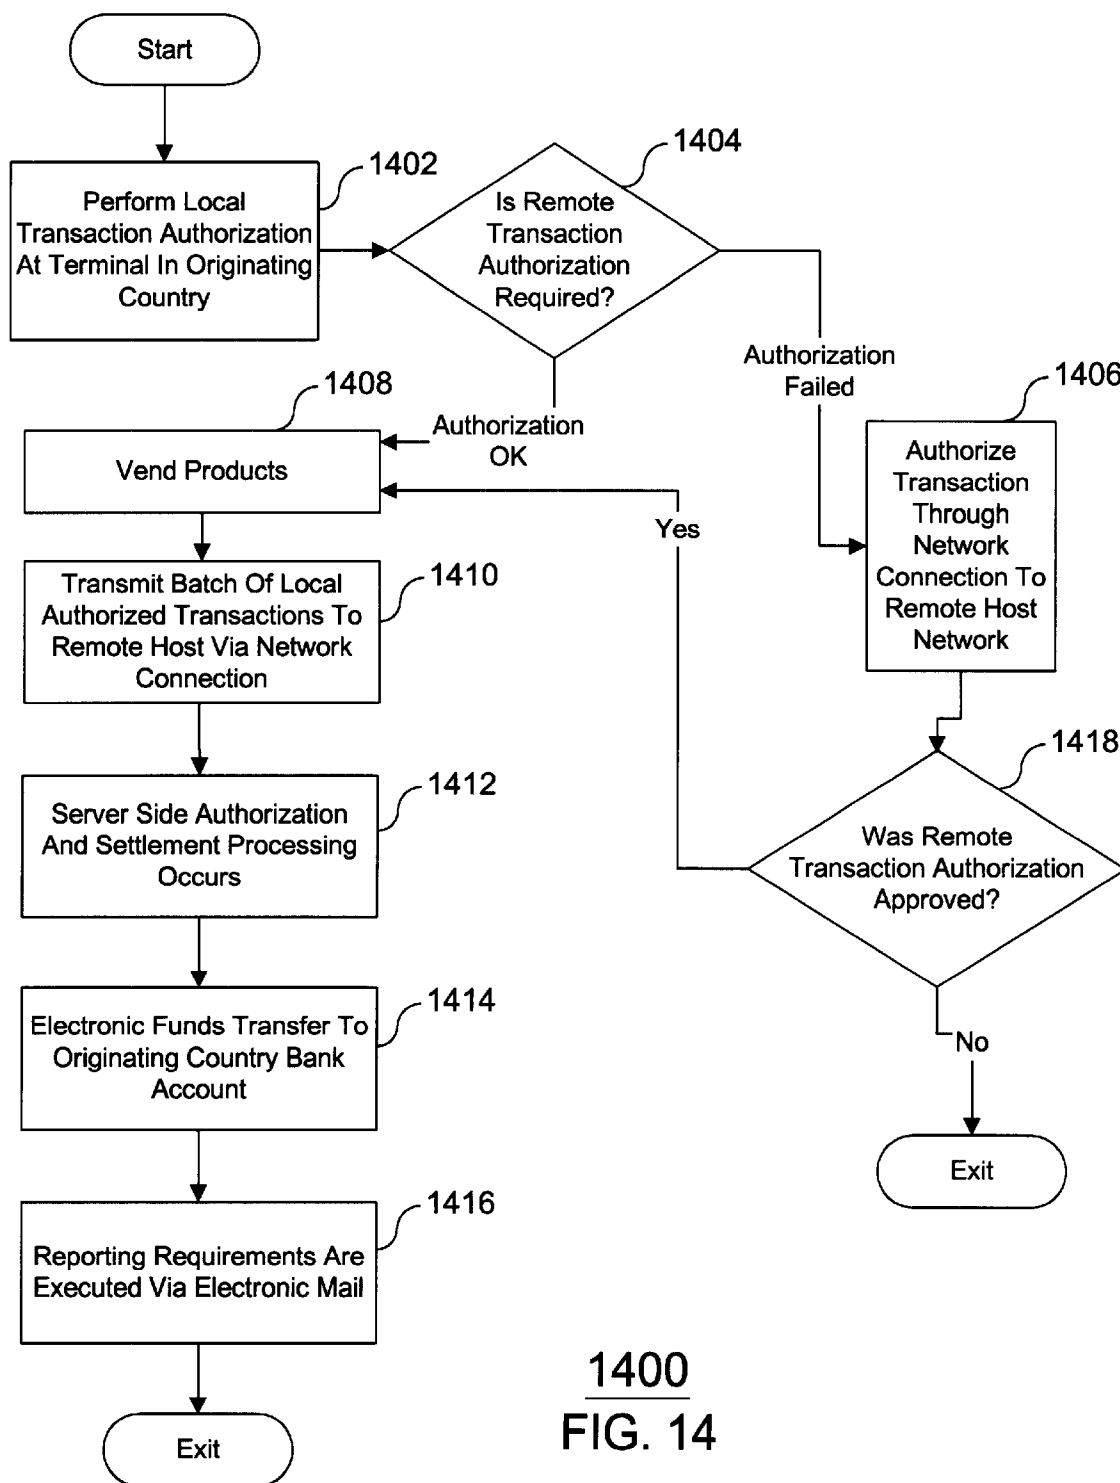 Start
1402
Perform Local
Transaction Authorization
At Terminal In Originating
Country
1404
Is Remote
Transaction
Authorization
Required?
Authorization
Failed
Authorization
OK
1406
Authorize
Transaction
Through
Network
Connection To
Remote Host
Network
1408
Vend Products
Yes
1410
Transmit Batch Of Local
Authorized Transactions To
Remote Host Via Network
Connection
1418
Was Remote
Transaction Authorization
Approved?
No
Exit
1412
Server Side Authorization
And Settlement Processing
Occurs
1414
Electronic Funds Transfer To
Originating Country Bank
Account
1416
Reporting Requirements Are
Executed Via Electronic Mail
Exit
1400
FIG. 14